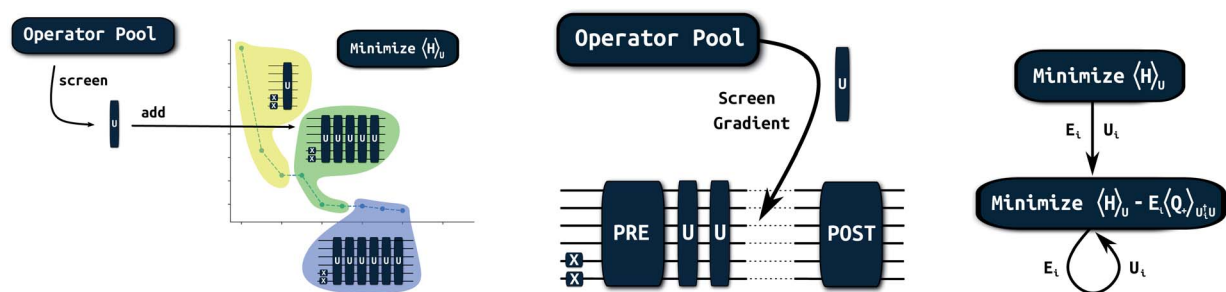 Operator Pool
screen
U
add
Minimize ⟨H⟩U
U
X
X
U U U U U
X
X
U U U U U U
X
X
Operator Pool
Screen
Gradient
U
PRE U U POST
X
X
Minimize ⟨H⟩U
Eᵢ Uᵢ
Minimize ⟨H⟩U - Eᵢ⟨Q₊⟩Uᵢ†U
Eᵢ Uᵢ